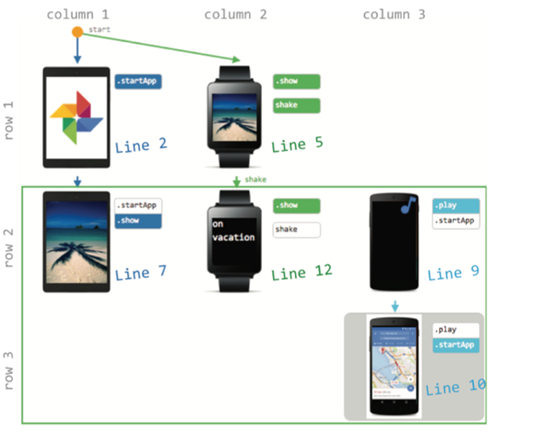 column 1
column 2
column 3
start
row 1
.startApp
Line 2
.show
shake
Line 5
shake
row 2
.startApp
.show
Line 7
.show
shake
on
vacation
Line 12
.play
.startApp
Line 9
row 3
.play
.startApp
Line 10